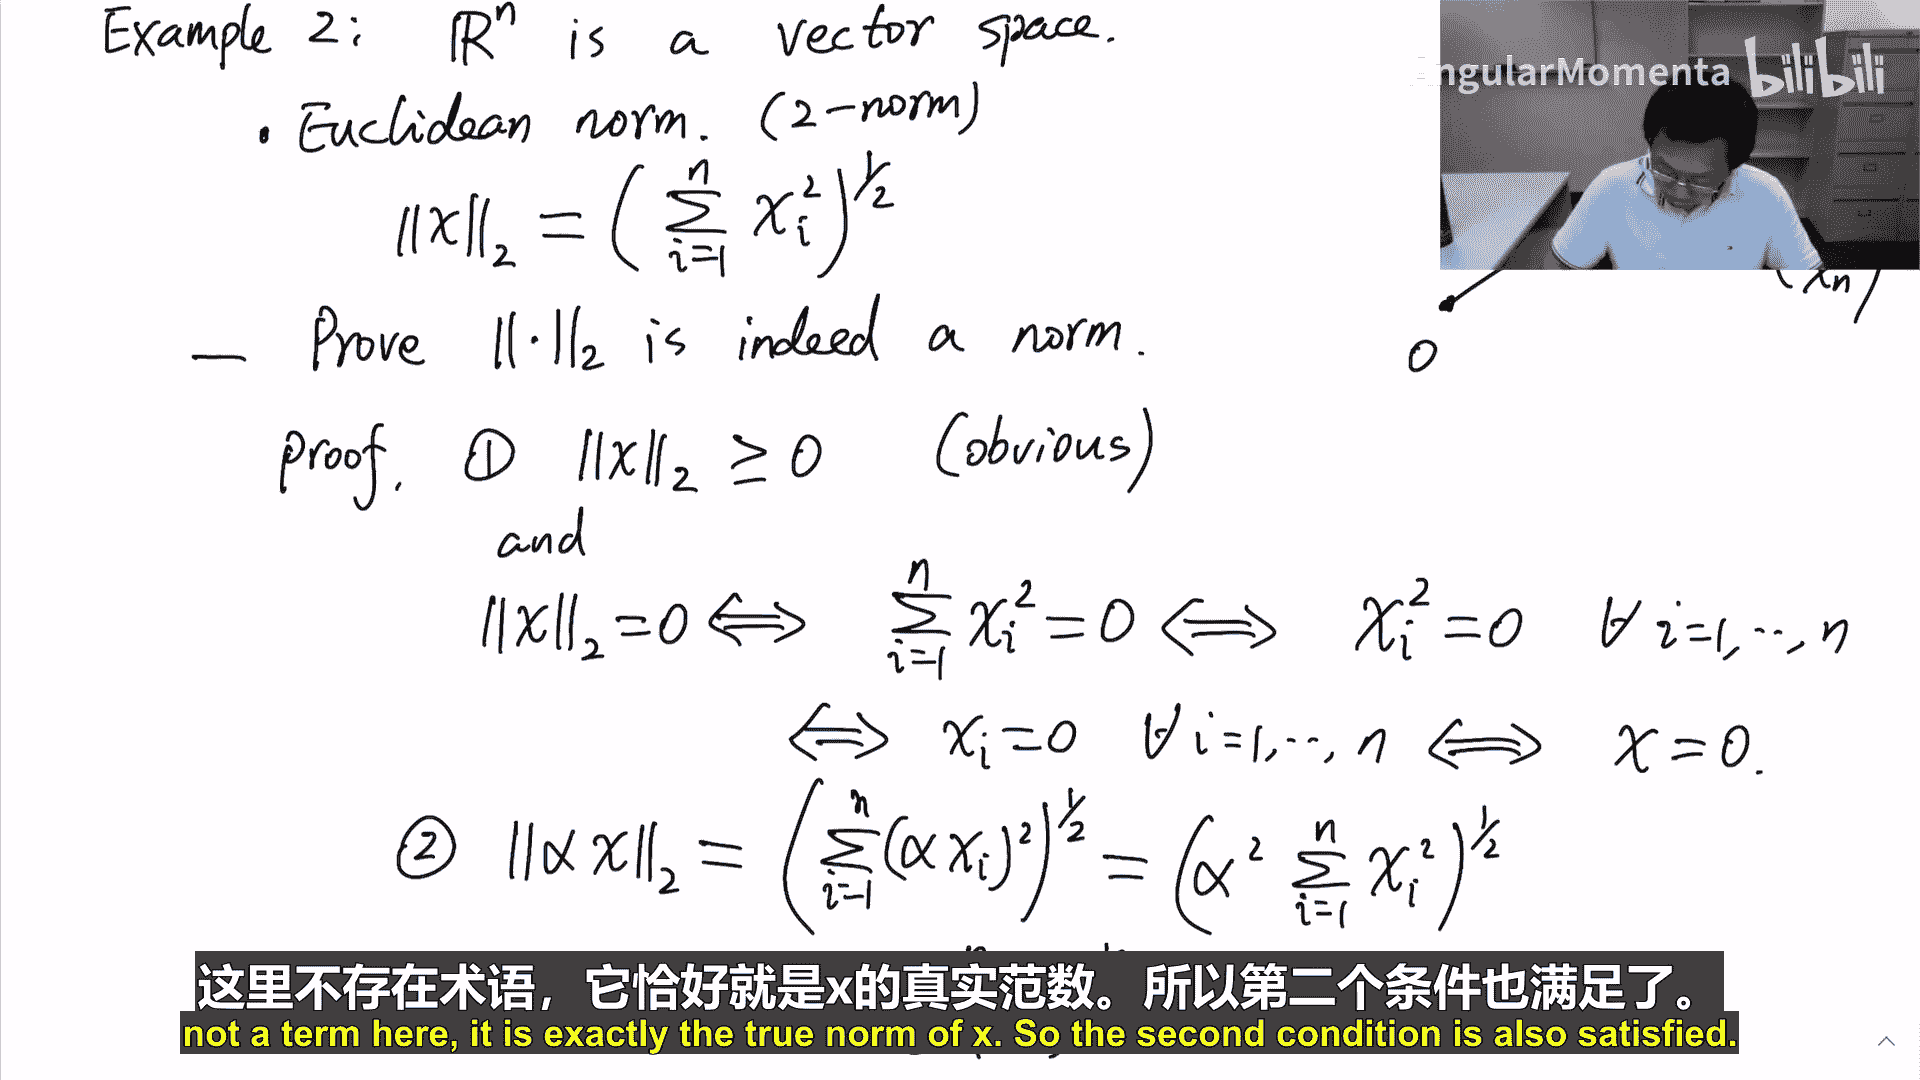 Example 2: ℝⁿ is a vector space.
ngularMomenta bilibili
• Euclidean norm. (2-norm)
‖x‖₂ = (∑ᵢ₌₁ⁿ xᵢ²)^½
xₙ)
0
— Prove ‖·‖₂ is indeed a norm.
Proof. ① ‖x‖₂ ≥ 0 (obvious)
and
‖x‖₂ = 0 ⟺ ∑ᵢ₌₁ⁿ xᵢ² = 0 ⟺ xᵢ² = 0 ∀ i=1,⋯,n
⟺ xᵢ = 0 ∀ i=1,⋯,n ⟺ x = 0.
② ‖αx‖₂ = (∑ᵢ₌₁ⁿ (αxᵢ)²)^½ = (α² ∑ᵢ₌₁ⁿ xᵢ²)^½
这里不存在术语，它恰好就是x的真实范数。所以第二个条件也满足了。
not a term here, it is exactly the true norm of x. So the second condition is also satisfied.